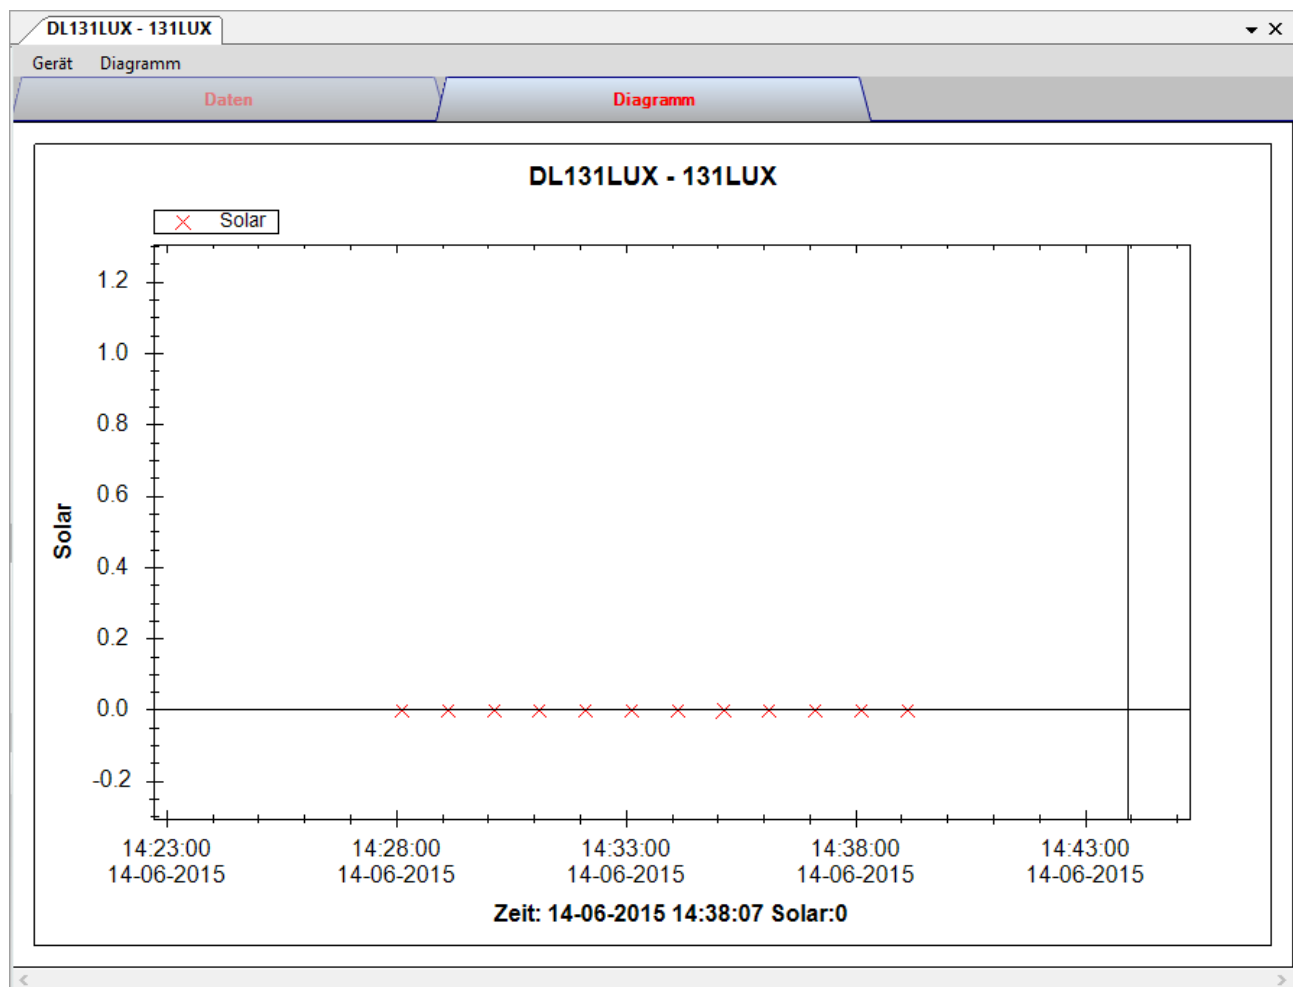 DL131LUX - 131LUX
Gerät Diagramm
Daten Diagramm
DL131LUX - 131LUX
Solar
1.2
1.0
0.8
0.6
0.4
0.2
0.0
-0.2
Solar
14:23:00 14:28:00 14:33:00 14:38:00 14:43:00
14-06-2015 14-06-2015 14-06-2015 14-06-2015 14-06-2015
Zeit: 14-06-2015 14:38:07 Solar:0